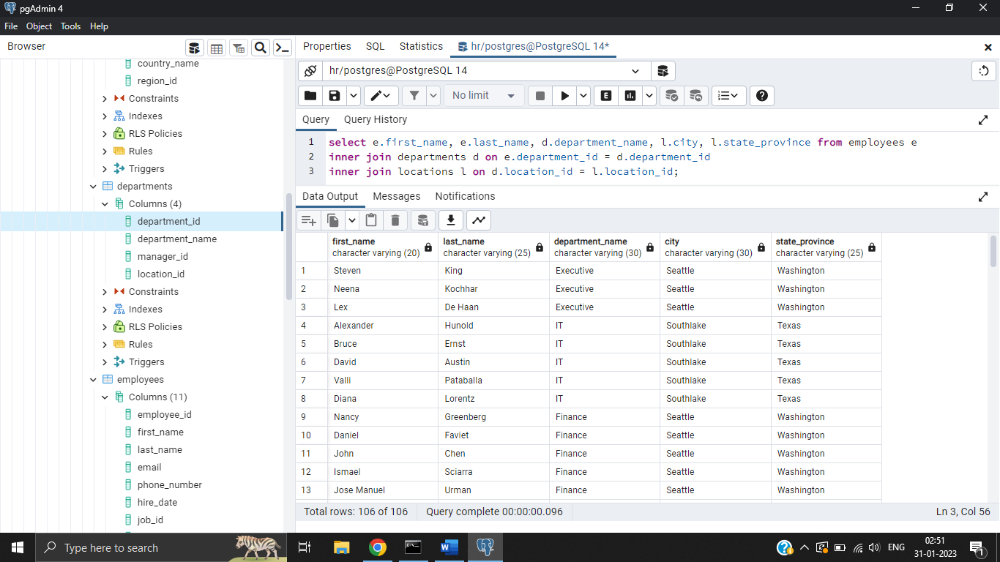 pgAdmin 4
File Object Tools Help
Browser
Properties SQL Statistics hr/postgres@PostgreSQL 14*
country_name
region_id
Constraints
Indexes
RLS Policies
Rules
Triggers
departments
Columns (4)
department_id
department_name
manager_id
location_id
Constraints
Indexes
RLS Policies
Rules
Triggers
employees
Columns (11)
employee_id
first_name
last_name
email
phone_number
hire_date
job_id
hr/postgres@PostgreSQL 14
No limit
E
Query Query History
1 select e.first_name, e.last_name, d.department_name, l.city, l.state_province from employees e
2 inner join departments d on e.department_id = d.department_id
3 inner join locations l on d.location_id = l.location_id;
Data Output Messages Notifications
first_name last_name department_name city state_province
character varying (20) character varying (25) character varying (30) character varying (30) character varying (25)
1 Steven King Executive Seattle Washington
2 Neena Kochhar Executive Seattle Washington
3 Lex De Haan Executive Seattle Washington
4 Alexander Hunold IT Southlake Texas
5 Bruce Ernst IT Southlake Texas
6 David Austin IT Southlake Texas
7 Valli Pataballa IT Southlake Texas
8 Diana Lorentz IT Southlake Texas
9 Nancy Greenberg Finance Seattle Washington
10 Daniel Faviet Finance Seattle Washington
11 John Chen Finance Seattle Washington
12 Ismael Sciarra Finance Seattle Washington
13 Jose Manuel Urman Finance Seattle Washington
Total rows: 106 of 106 Query complete 00:00:00.096 Ln 3, Col 56
Type here to search
ENG
02:51
31-01-2023
1